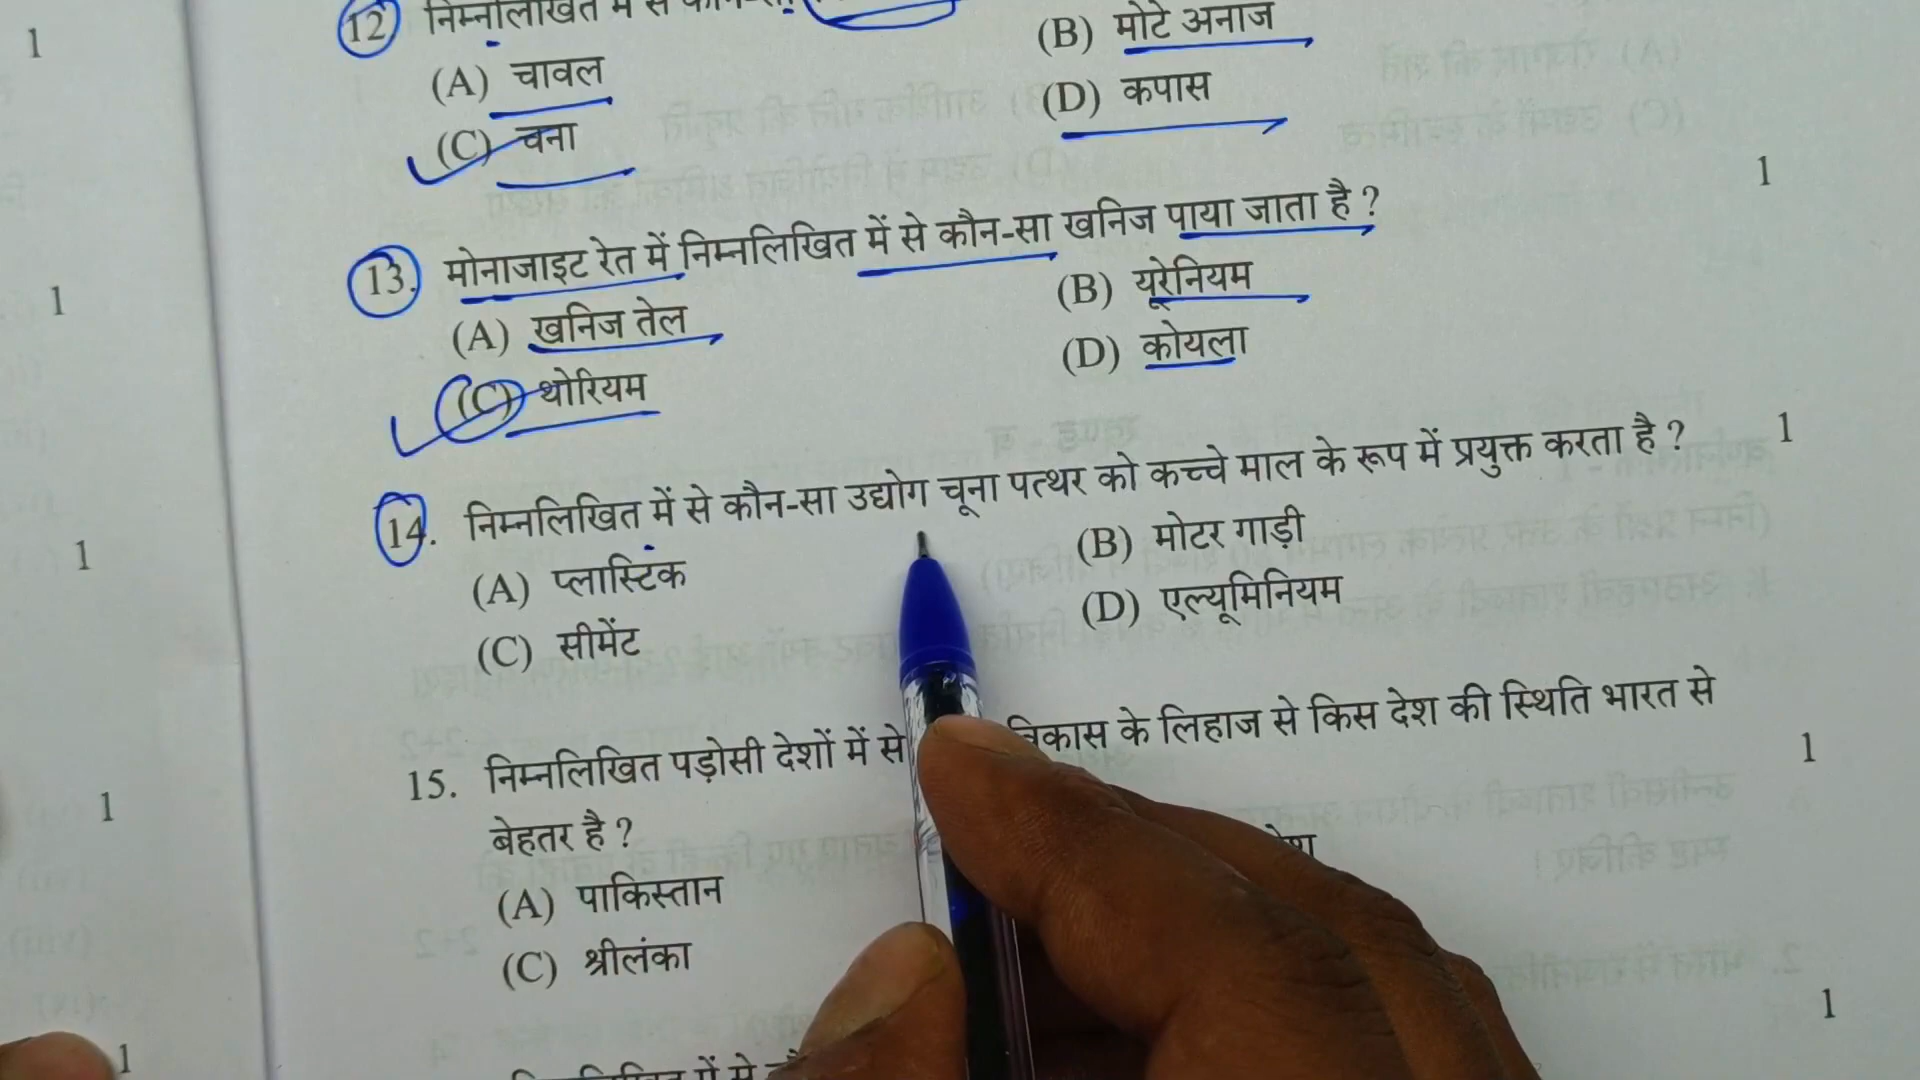 1
12 निम्नलिखित में से
(A) चावल (B) मोटे अनाज
(C) चना (D) कपास
1
13. मोनाजाइट रेत में निम्नलिखित में से कौन-सा खनिज पाया जाता है ? 1
(A) खनिज तेल (B) यूरेनियम
(C) थोरियम (D) कोयला
14. निम्नलिखित में से कौन-सा उद्योग चूना पत्थर को कच्चे माल के रूप में प्रयुक्त करता है ? 1
1
(A) प्लास्टिक (B) मोटर गाड़ी
(C) सीमेंट (D) एल्यूमिनियम
15. निम्नलिखित पड़ोसी देशों में से विकास के लिहाज से किस देश की स्थिति भारत से
1
बेहतर है ? 1
(A) पाकिस्तान
(C) श्रीलंका
1
1